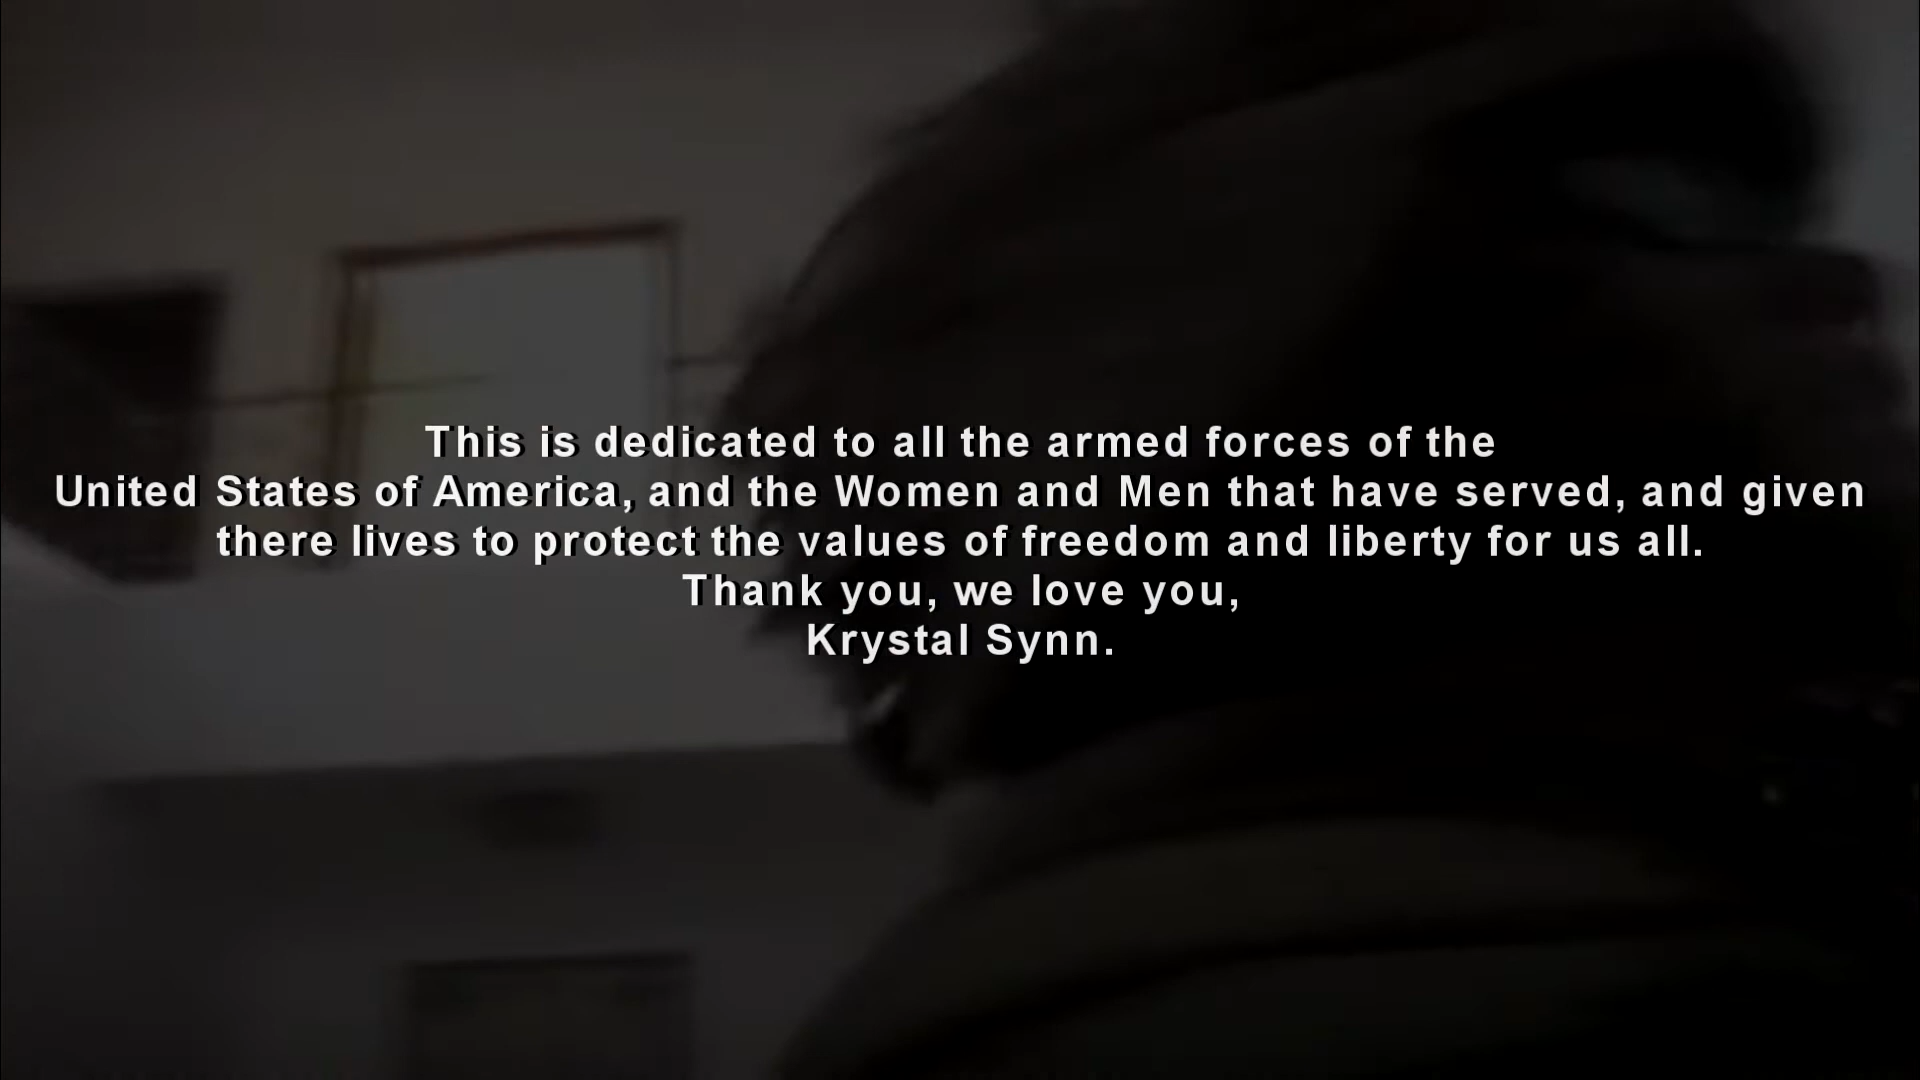 This is dedicated to all the armed forces of the
United States of America, and the Women and Men that have served, and given
there lives to protect the values of freedom and liberty for us all.
Thank you, we love you,
Krystal Synn.